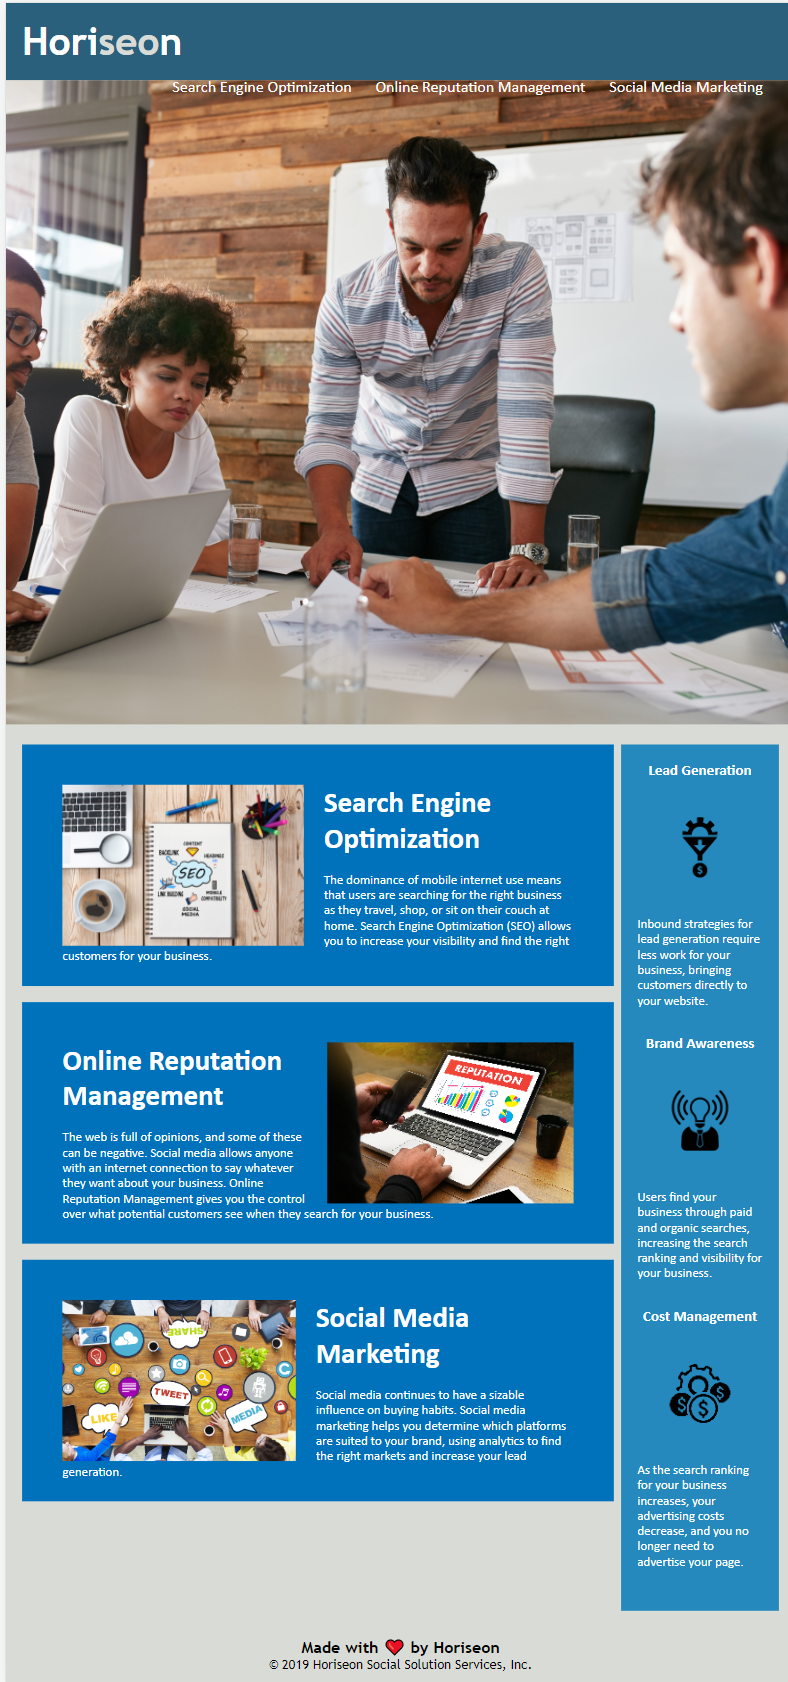 Horiseon
Search Engine Optimization
Online Reputation Management
Social Media Marketing
Search Engine
Optimization
The dominance of mobile internet use means
that users are searching for the right business
as they travel, shop, or sit on their couch at
home. Search Engine Optimization (SEO) allows
you to increase your visibility and find the right
customers for your business.
CONTENT
BACKLINK
HEADINGS
SEO
LINK BUILDING
MOBILE
COMPATIBILITY
SOCIAL
MEDIA
Online Reputation
Management
The web is full of opinions, and some of these
can be negative. Social media allows anyone
with an internet connection to say whatever
they want about your business. Online
Reputation Management gives you the control
over what potential customers see when they search for your business.
REPUTATION
SHARE
TWEET
LIKE
MEDIA
Social Media
Marketing
Social media continues to have a sizable
influence on buying habits. Social media
marketing helps you determine which platforms
are suited to your brand, using analytics to find
the right markets and increase your lead
generation.
Lead Generation
$
Inbound strategies for
lead generation require
less work for your
business, bringing
customers directly to
your website.
Brand Awareness
Users find your
business through paid
and organic searches,
increasing the search
ranking and visibility for
your business.
Cost Management
$ $ $
As the search ranking
for your business
increases, your
advertising costs
decrease, and you no
longer need to
advertise your page.
Made with ❤️ by Horiseon
© 2019 Horiseon Social Solution Services, Inc.